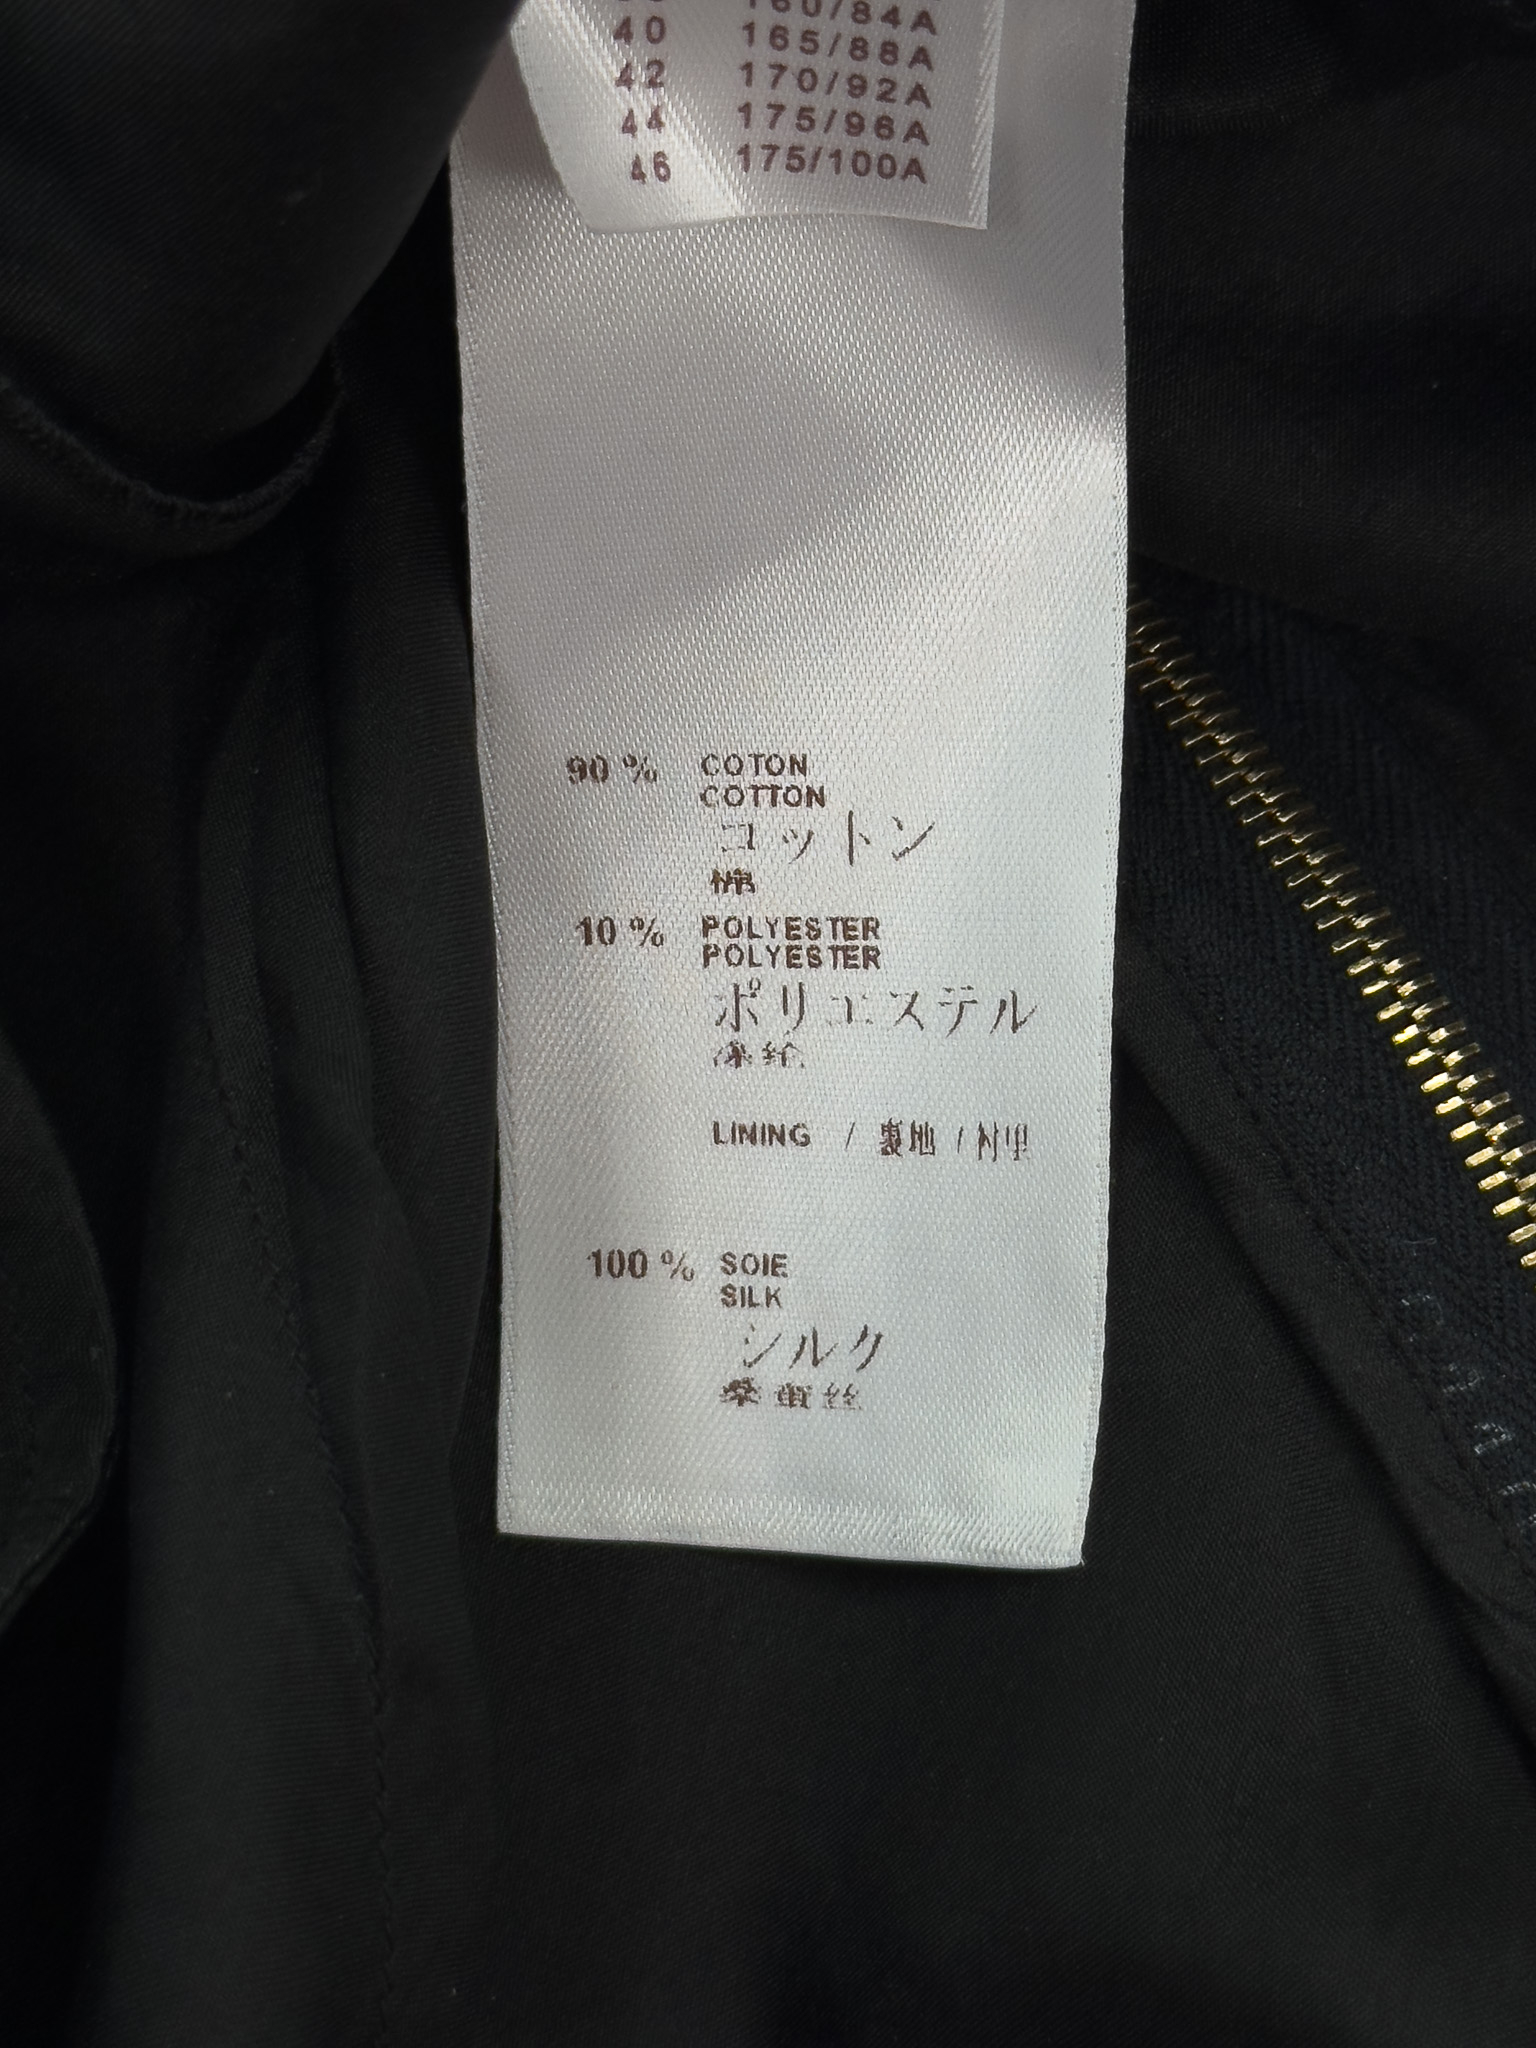 160/84A
40 165/88A
42 170/92A
44 175/96A
46 175/100A
90 % COTON
COTTON
コットン
棉
10 % POLYESTER
POLYESTER
ポリエステル
涤纶
LINING / 裏地 / 衬里
100 % SOIE
SILK
シルク
桑蚕丝